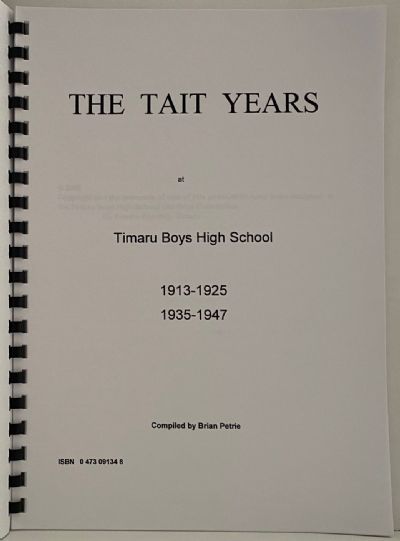 THE TAIT YEARS
at
Timaru Boys High School
1913-1925
1935-1947
Compiled by Brian Petrie
ISBN 0 473 09134 6